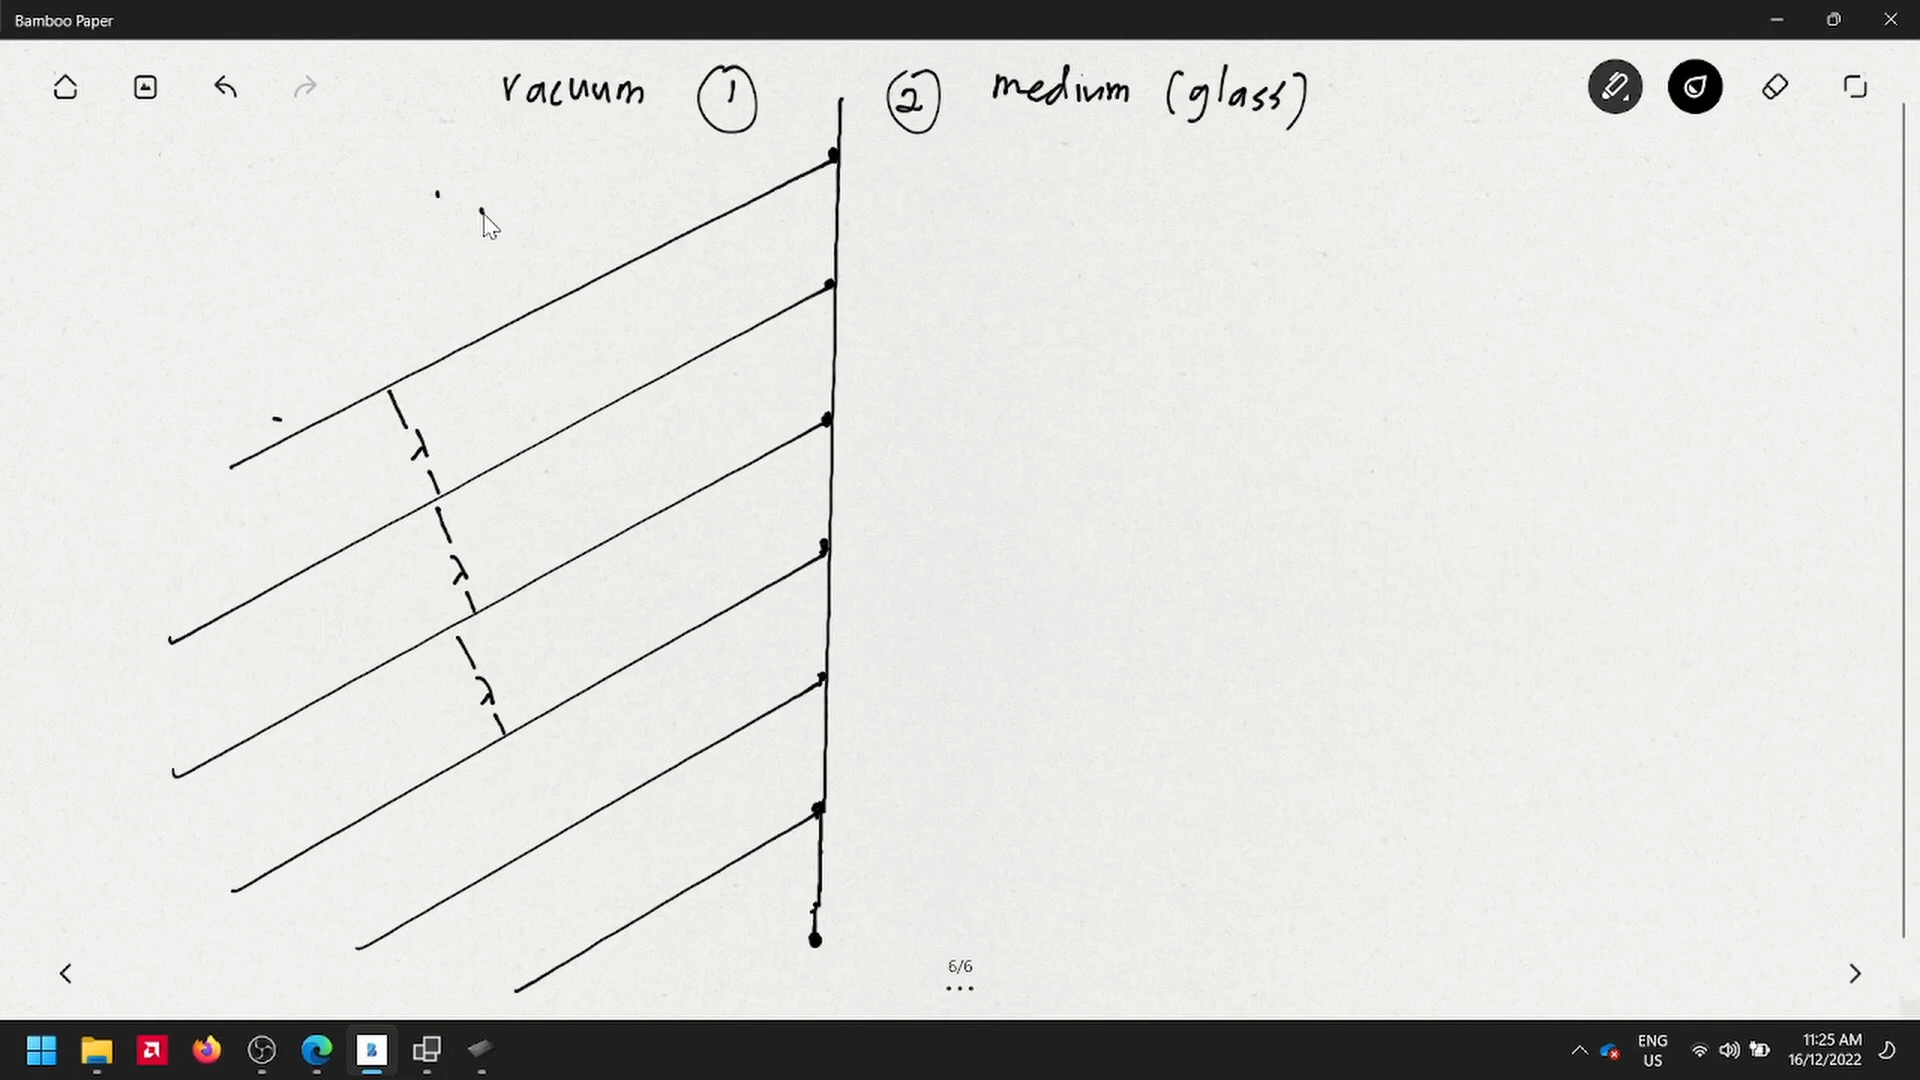 Bamboo Paper
vacuum ① ② medium (glass)
λ
λ
λ
6/6
ENG
US
11:25 AM
16/12/2022